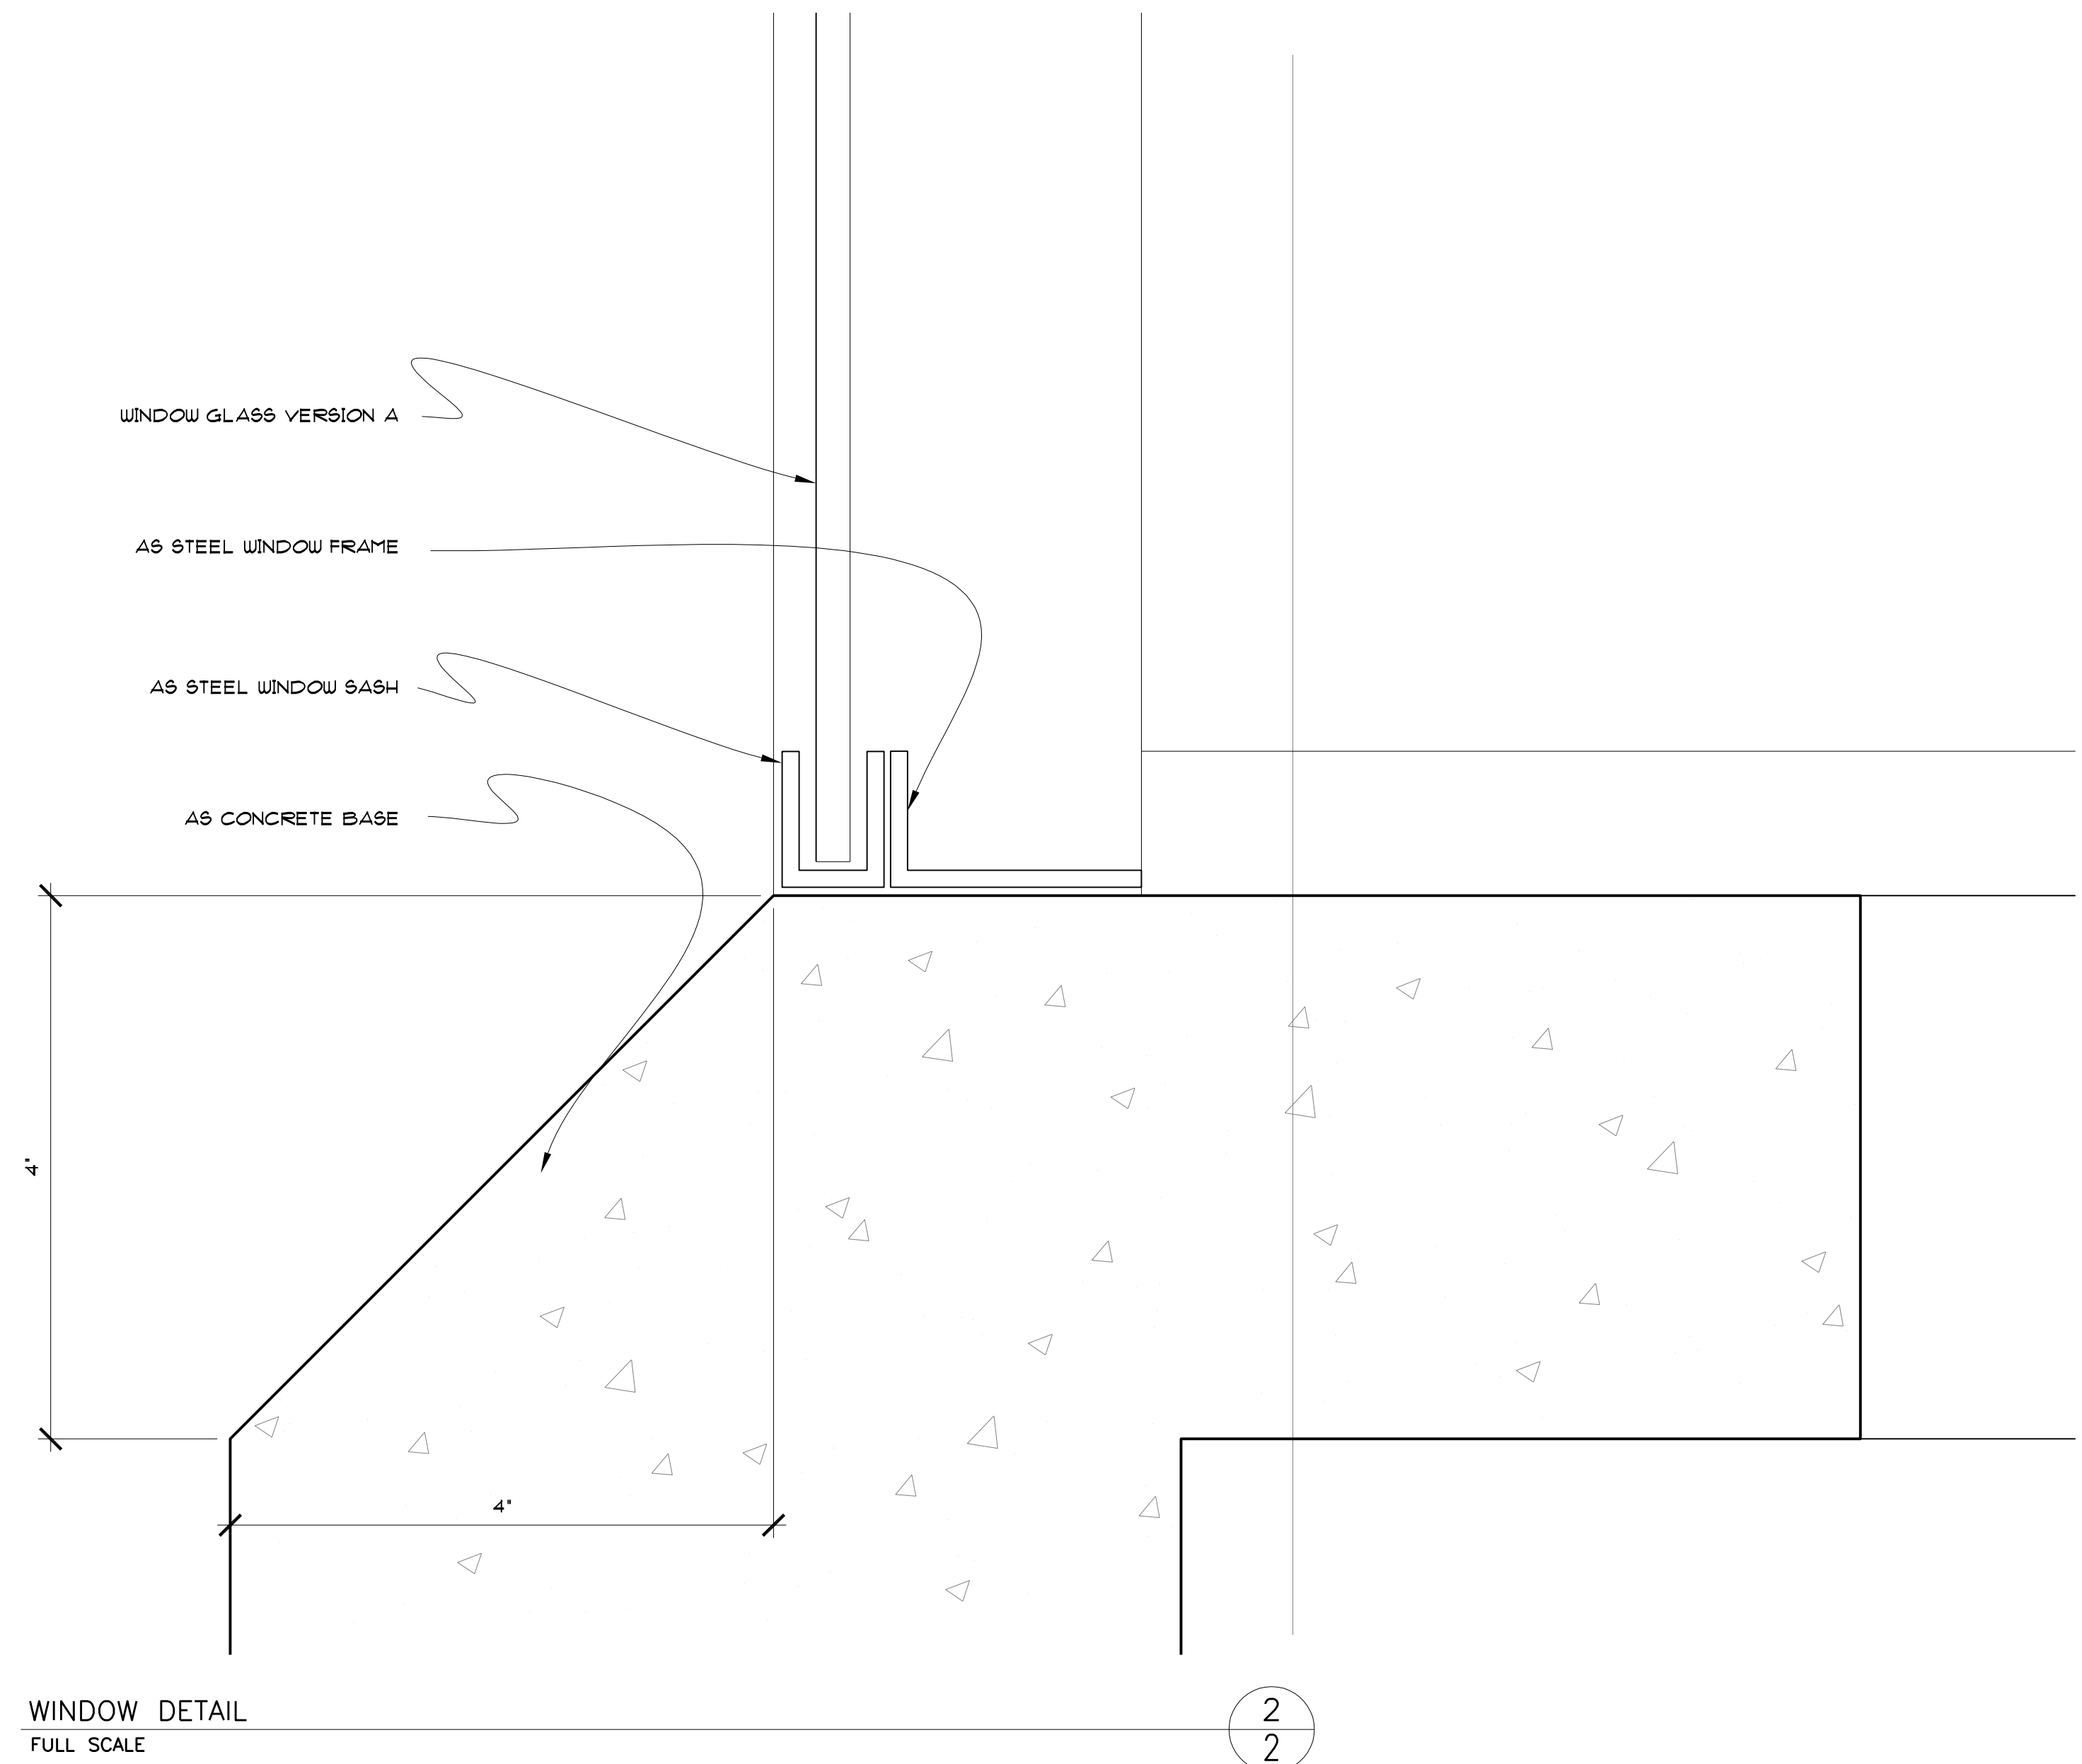 WINDOW GLASS VERSION A
AS STEEL WINDOW FRAME
AS STEEL WINDOW SASH
AS CONCRETE BASE
4"
4"
WINDOW DETAIL
FULL SCALE
2
2